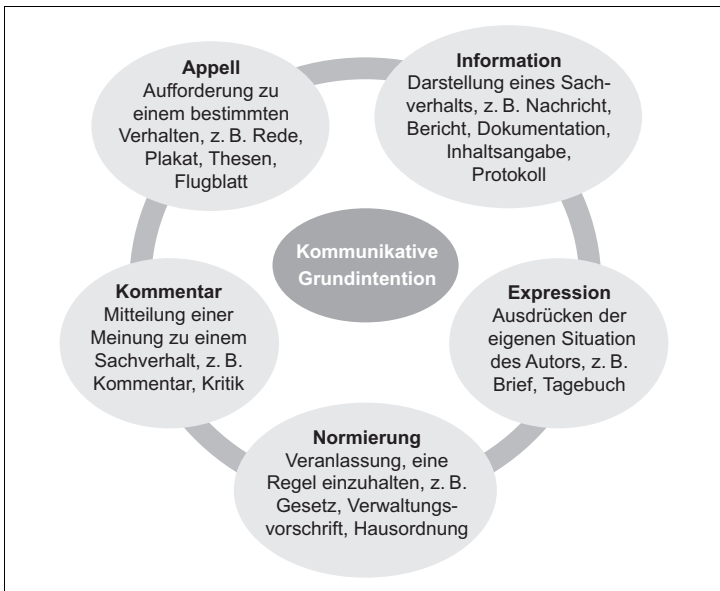 Appell
Aufforderung zu
einem bestimmten
Verhalten, z. B. Rede,
Plakat, Thesen,
Flugblatt
Information
Darstellung eines Sach-
verhalts, z. B. Nachricht,
Bericht, Dokumentation,
Inhaltsangabe,
Protokoll
Kommunikative
Grundintention
Kommentar
Mitteilung einer
Meinung zu einem
Sachverhalt, z. B.
Kommentar, Kritik
Expression
Ausdrücken der
eigenen Situation
des Autors, z. B.
Brief, Tagebuch
Normierung
Veranlassung, eine
Regel einzuhalten, z. B.
Gesetz, Verwaltungs-
vorschrift, Hausordnung